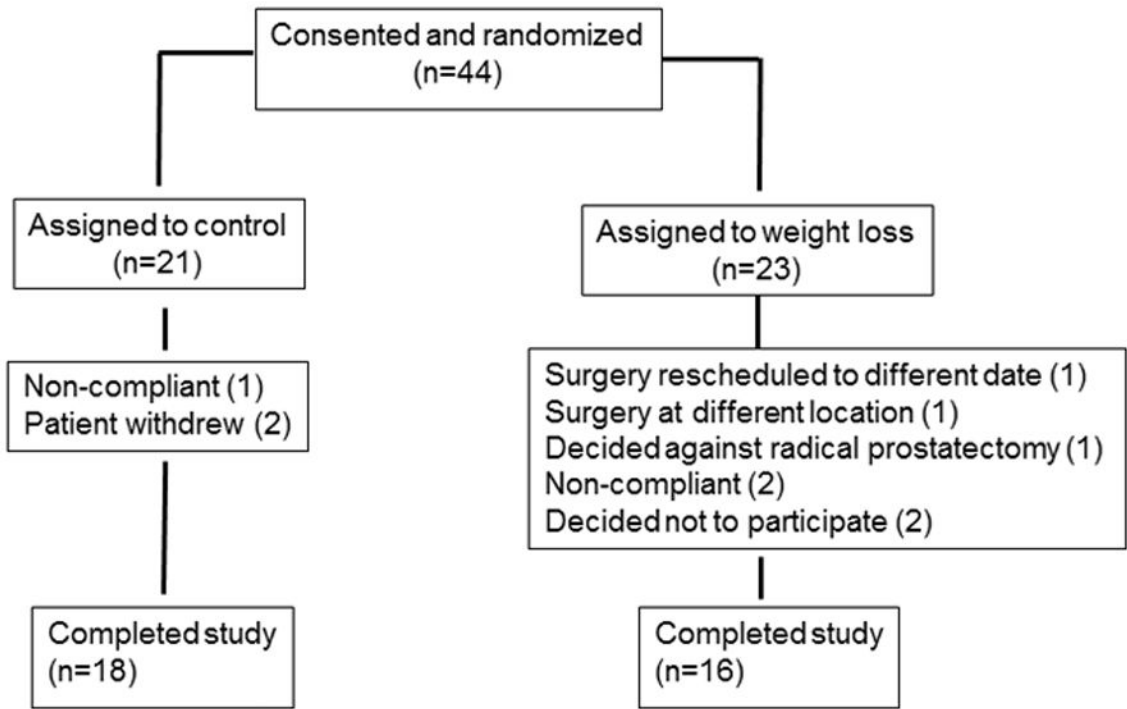 Consented and randomized
(n=44)
Assigned to control
(n=21)
Assigned to weight loss
(n=23)
Non-compliant (1)
Patient withdrew (2)
Surgery rescheduled to different date (1)
Surgery at different location (1)
Decided against radical prostatectomy (1)
Non-compliant (2)
Decided not to participate (2)
Completed study
(n=18)
Completed study
(n=16)